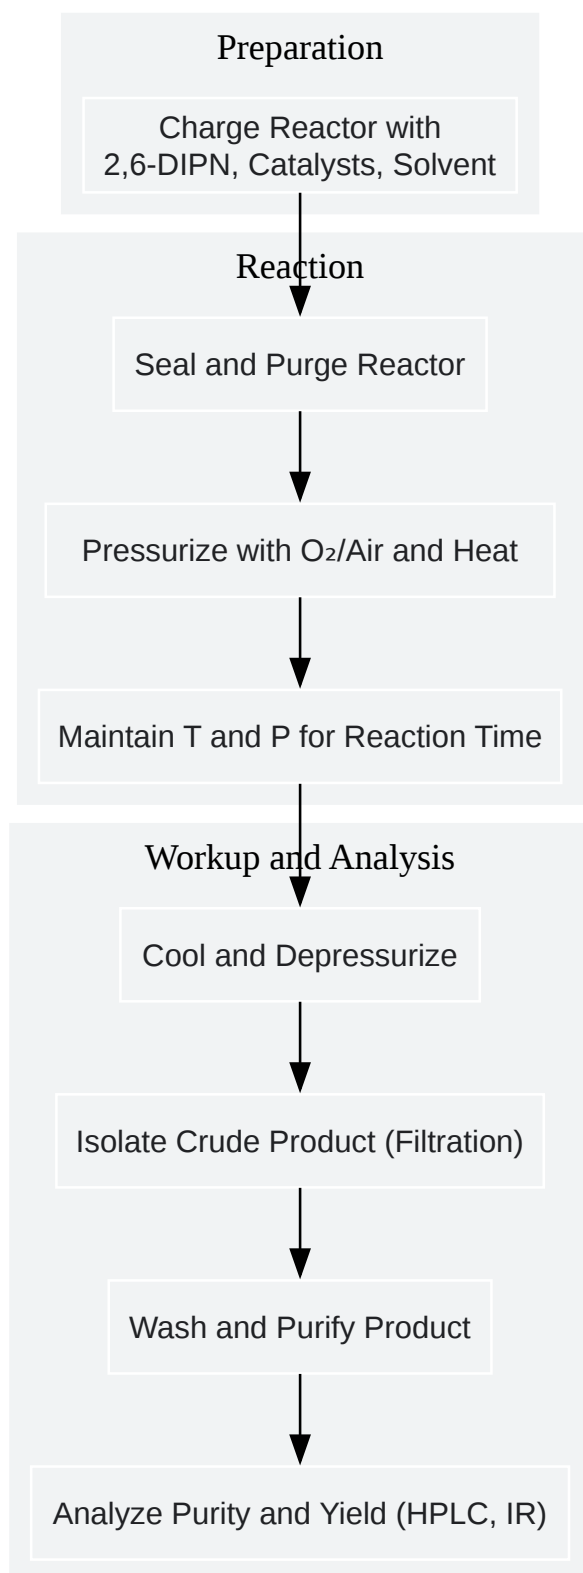 Preparation
Charge Reactor with
2,6-DIPN, Catalysts, Solvent
Reaction
Seal and Purge Reactor
Pressurize with O₂/Air and Heat
Maintain T and P for Reaction Time
Workup and Analysis
Cool and Depressurize
Isolate Crude Product (Filtration)
Wash and Purify Product
Analyze Purity and Yield (HPLC, IR)